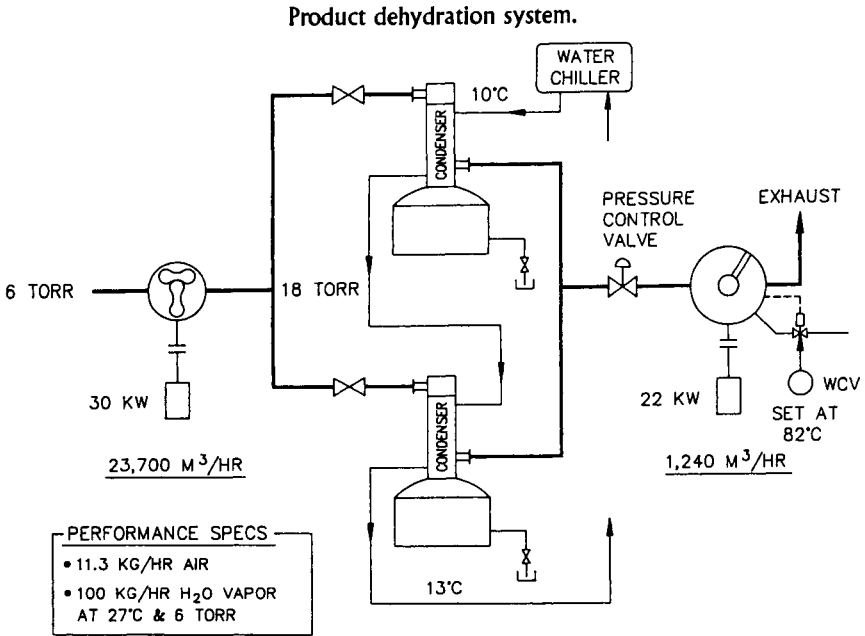 Product dehydration system.
WATER
CHILLER
10°C
CONDENSER
PRESSURE
CONTROL
VALVE
EXHAUST
6 TORR
18 TORR
30 KW
CONDENSER
22 KW
WCV
SET AT
82°C
23,700 M³/HR
1,240 M³/HR
PERFORMANCE SPECS
• 11.3 KG/HR AIR
• 100 KG/HR H₂O VAPOR
AT 27°C & 6 TORR
13°C